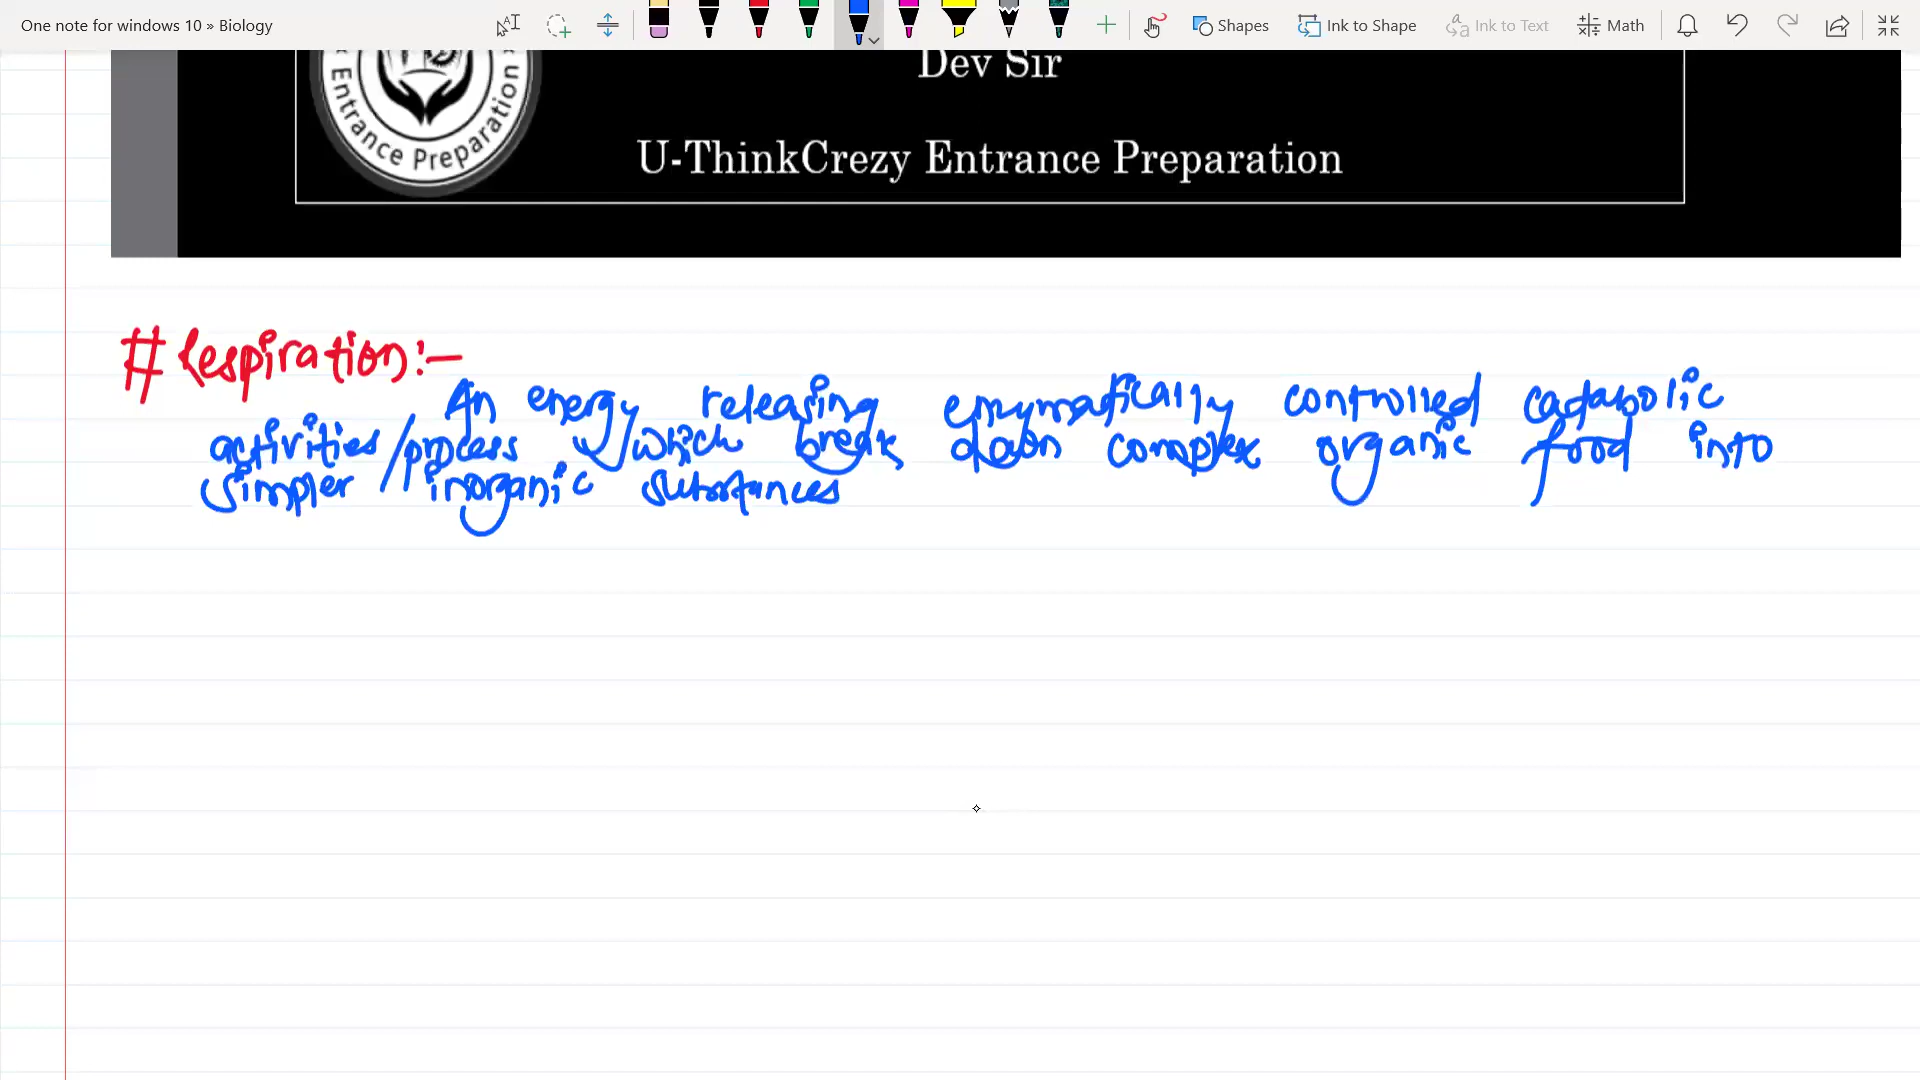 One note for windows 10 » Biology
Shapes
Ink to Shape
Ink to Text
Math
Dev Sir
Entrance Preparation
U-ThinkCrezy Entrance Preparation
# Respiration:-
An energy releasing enzymatically controlled catabolic
activities/process which break down complex organic food into
simpler / inorganic substances